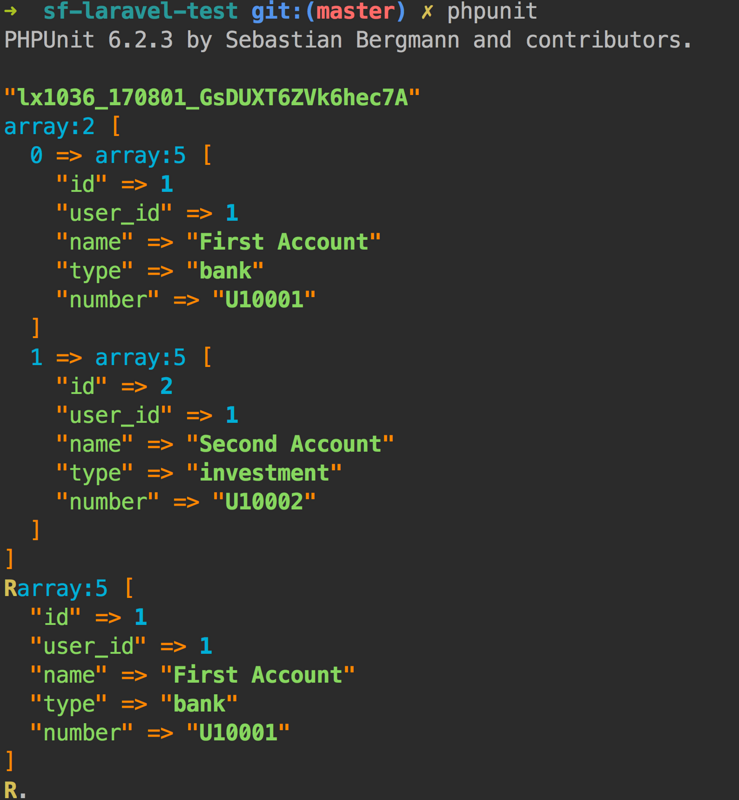 ➜  sf-laravel-test git:(master) ✗ phpunit
PHPUnit 6.2.3 by Sebastian Bergmann and contributors.
"lx1036_170801_GsDUXT6ZVk6hec7A"
array:2 [
  0 => array:5 [
    "id" => 1
    "user_id" => 1
    "name" => "First Account"
    "type" => "bank"
    "number" => "U10001"
  ]
  1 => array:5 [
    "id" => 2
    "user_id" => 1
    "name" => "Second Account"
    "type" => "investment"
    "number" => "U10002"
  ]
]
Rarray:5 [
  "id" => 1
  "user_id" => 1
  "name" => "First Account"
  "type" => "bank"
  "number" => "U10001"
]
R.